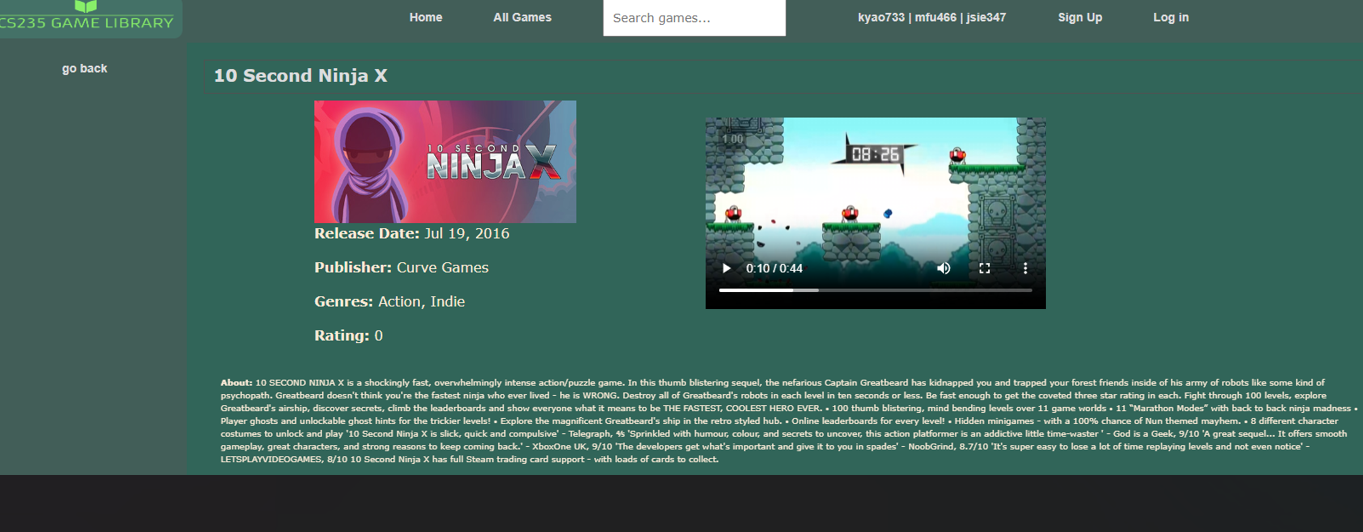 CS235 GAME LIBRARY
Home
All Games
Search games...
kyao733 | mfu466 | jsie347
Sign Up
Log in
go back
10 Second Ninja X
10 SECOND
NINJA X
1 00
08:26
0:10 / 0:44
Release Date: Jul 19, 2016
Publisher: Curve Games
Genres: Action, Indie
Rating: 0
About: 10 SECOND NINJA X is a shockingly fast, overwhelmingly intense action/puzzle game. In this thumb blistering sequel, the nefarious Captain Greatbeard has kidnapped you and trapped your forest friends inside of his army of robots like some kind of
psychopath. Greatbeard doesn't think you're the fastest ninja who ever lived - he is WRONG. Destroy all of Greatbeard's robots in each level in ten seconds or less. Be fast enough to get the coveted three star rating in each. Fight through 100 levels, explore
Greatbeard's airship, discover secrets, climb the leaderboards and show everyone what it means to be THE FASTEST, COOLEST HERO EVER. • 100 thumb blistering, mind bending levels over 11 game worlds • 11 “Marathon Modes” with back to back ninja madness •
Player ghosts and unlockable ghost hints for the trickier levels! • Explore the magnificent Greatbeard's ship in the retro styled hub. • Online leaderboards for every level! • Hidden minigames - with a 100% chance of Nun themed mayhem. • 8 different character
costumes to unlock and play '10 Second Ninja X is slick, quick and compulsive' - Telegraph, ⅘ 'Sprinkled with humour, colour, and secrets to uncover, this action platformer is an addictive little time-waster ' - God is a Geek, 9/10 'A great sequel... It offers smooth
gameplay, great characters, and strong reasons to keep coming back.' - XboxOne UK, 9/10 'The developers get what's important and give it to you in spades' - NoobGrind, 8.7/10 'It's super easy to lose a lot of time replaying levels and not even notice' -
LETSPLAYVIDEOGAMES, 8/10 10 Second Ninja X has full Steam trading card support - with loads of cards to collect.